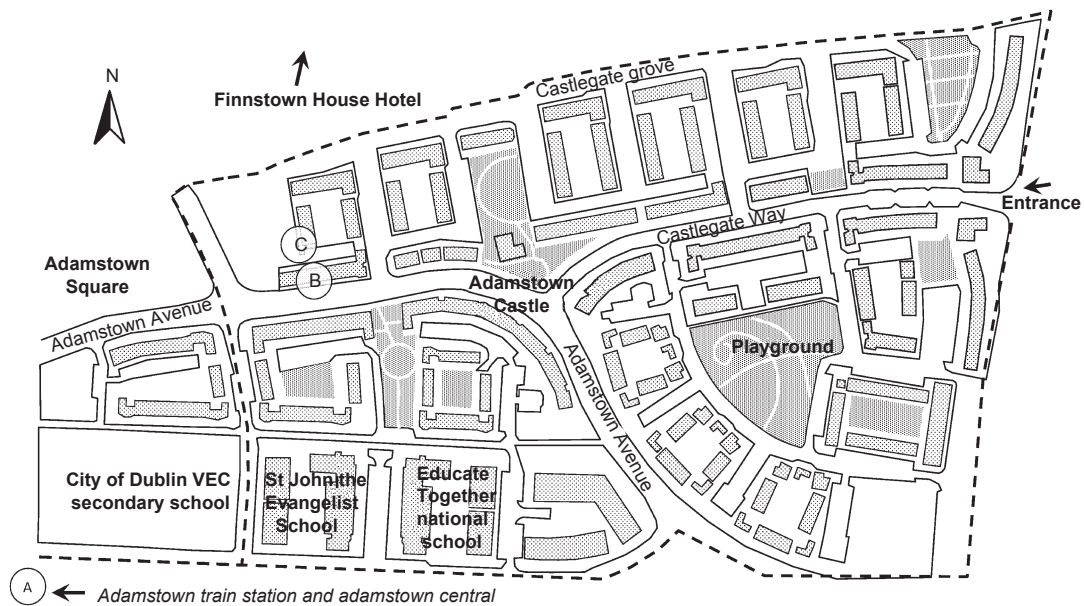 N
Finnstown House Hotel
Castlegate grove
Entrance
Castlegate Way
C
B
Adamstown
Square
Adamstown
Castle
Adamstown Avenue
Playground
Adamstown Avenue
City of Dublin VEC
secondary school
St John the
Evangelist
School
Educate
Together
national
school
A
Adamstown train station and adamstown central